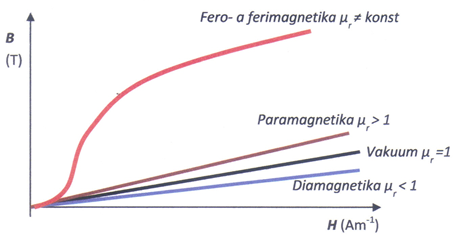 Fero- a ferimagnetika μr ≠ konst
B
(T)
Paramagnetika μr > 1
Vakuum μr =1
Diamagnetika μr < 1
H (Am⁻¹)